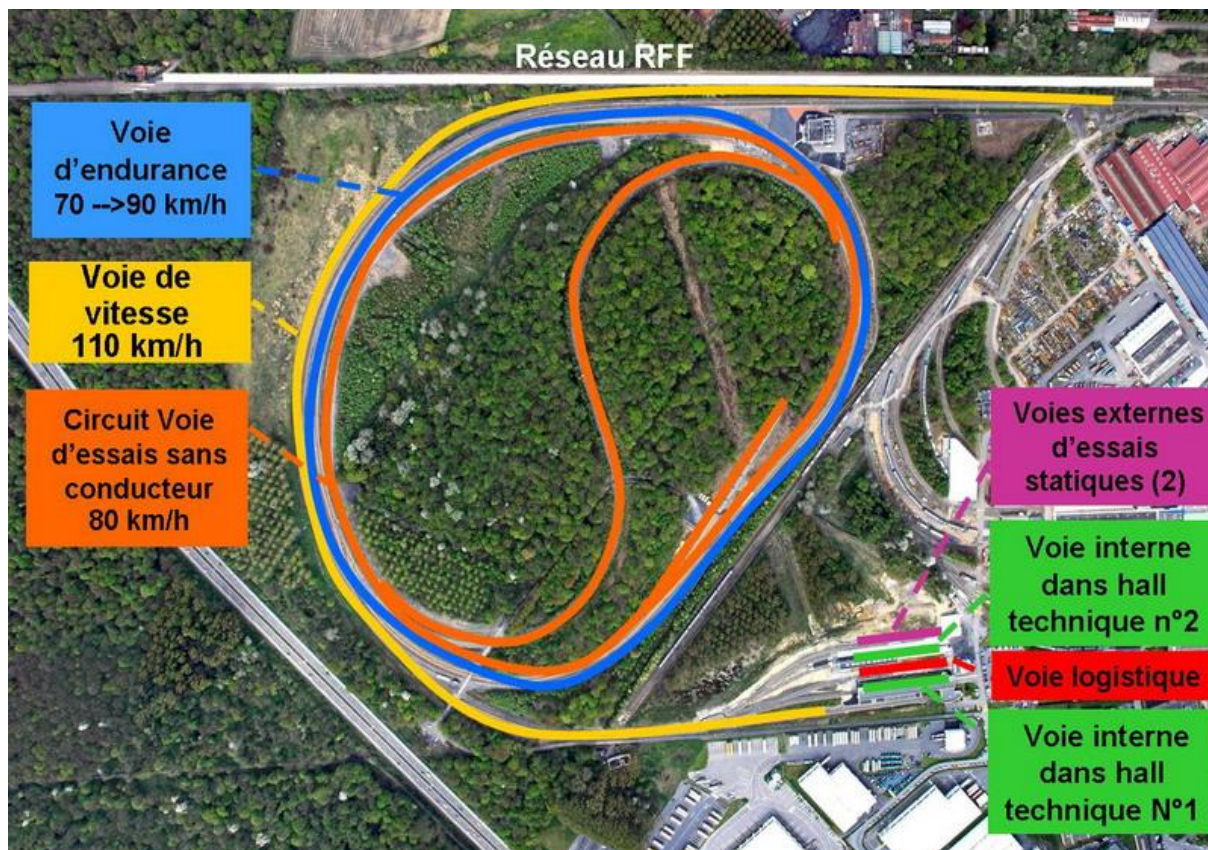 Réseau RFF
Voie
d'endurance
70 -->90 km/h
Voie de
vitesse
110 km/h
Circuit Voie
d'essais sans
conducteur
80 km/h
Voies externes
d'essais
statiques (2)
Voie interne
dans hall
technique n°2
Voie logistique
Voie interne
dans hall
technique N°1